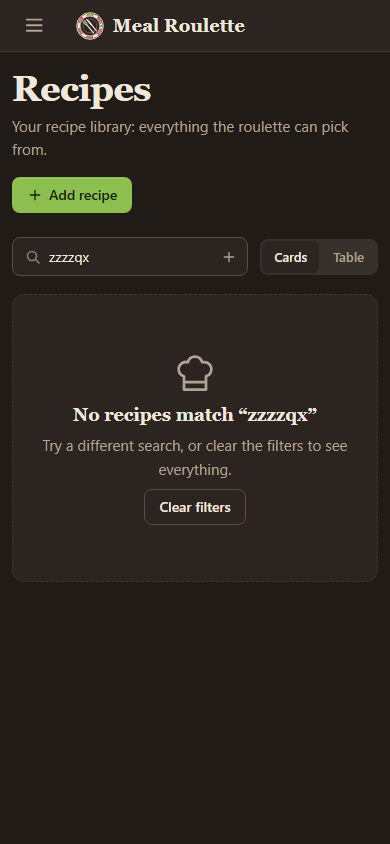 Meal Roulette
Recipes
Your recipe library: everything the roulette can pick
from.
+ Add recipe
zzzzqx
Cards
Table
No recipes match “zzzzqx”
Try a different search, or clear the filters to see
everything.
Clear filters